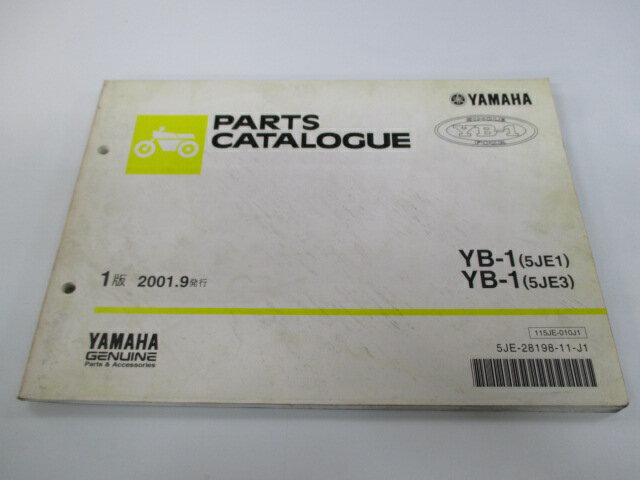 YAMAHA
PARTS
CATALOGUE
YB-1
FOUR
YB-1(5JE1)
YB-1(5JE3)
1版 2001.9発行
115JE-010J1
5JE-28198-11-J1
YAMAHA
GENUINE
Parts & Accessories